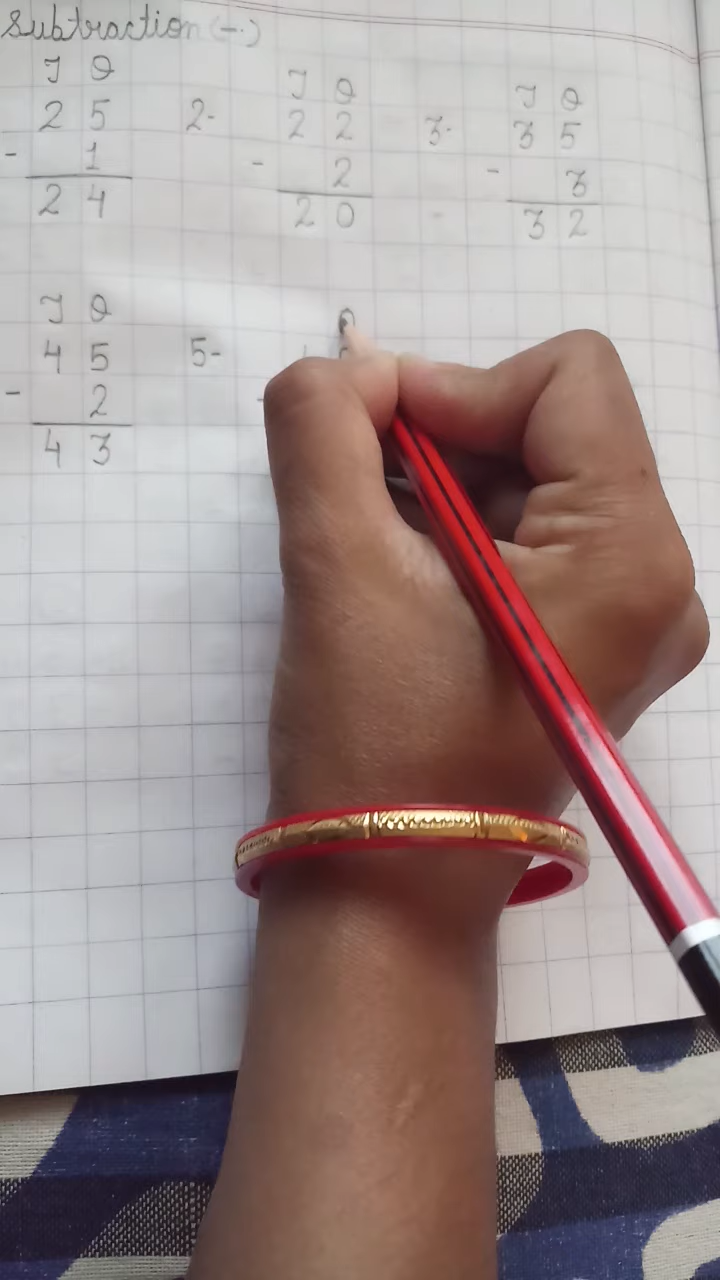 Subtraction (-)
T O
2 5
- 1
2 4
2- T O
2 2
- 2
2 0
3- T O
3 5
- 3
3 2
T O
4 5
- 2
4 3
5- O